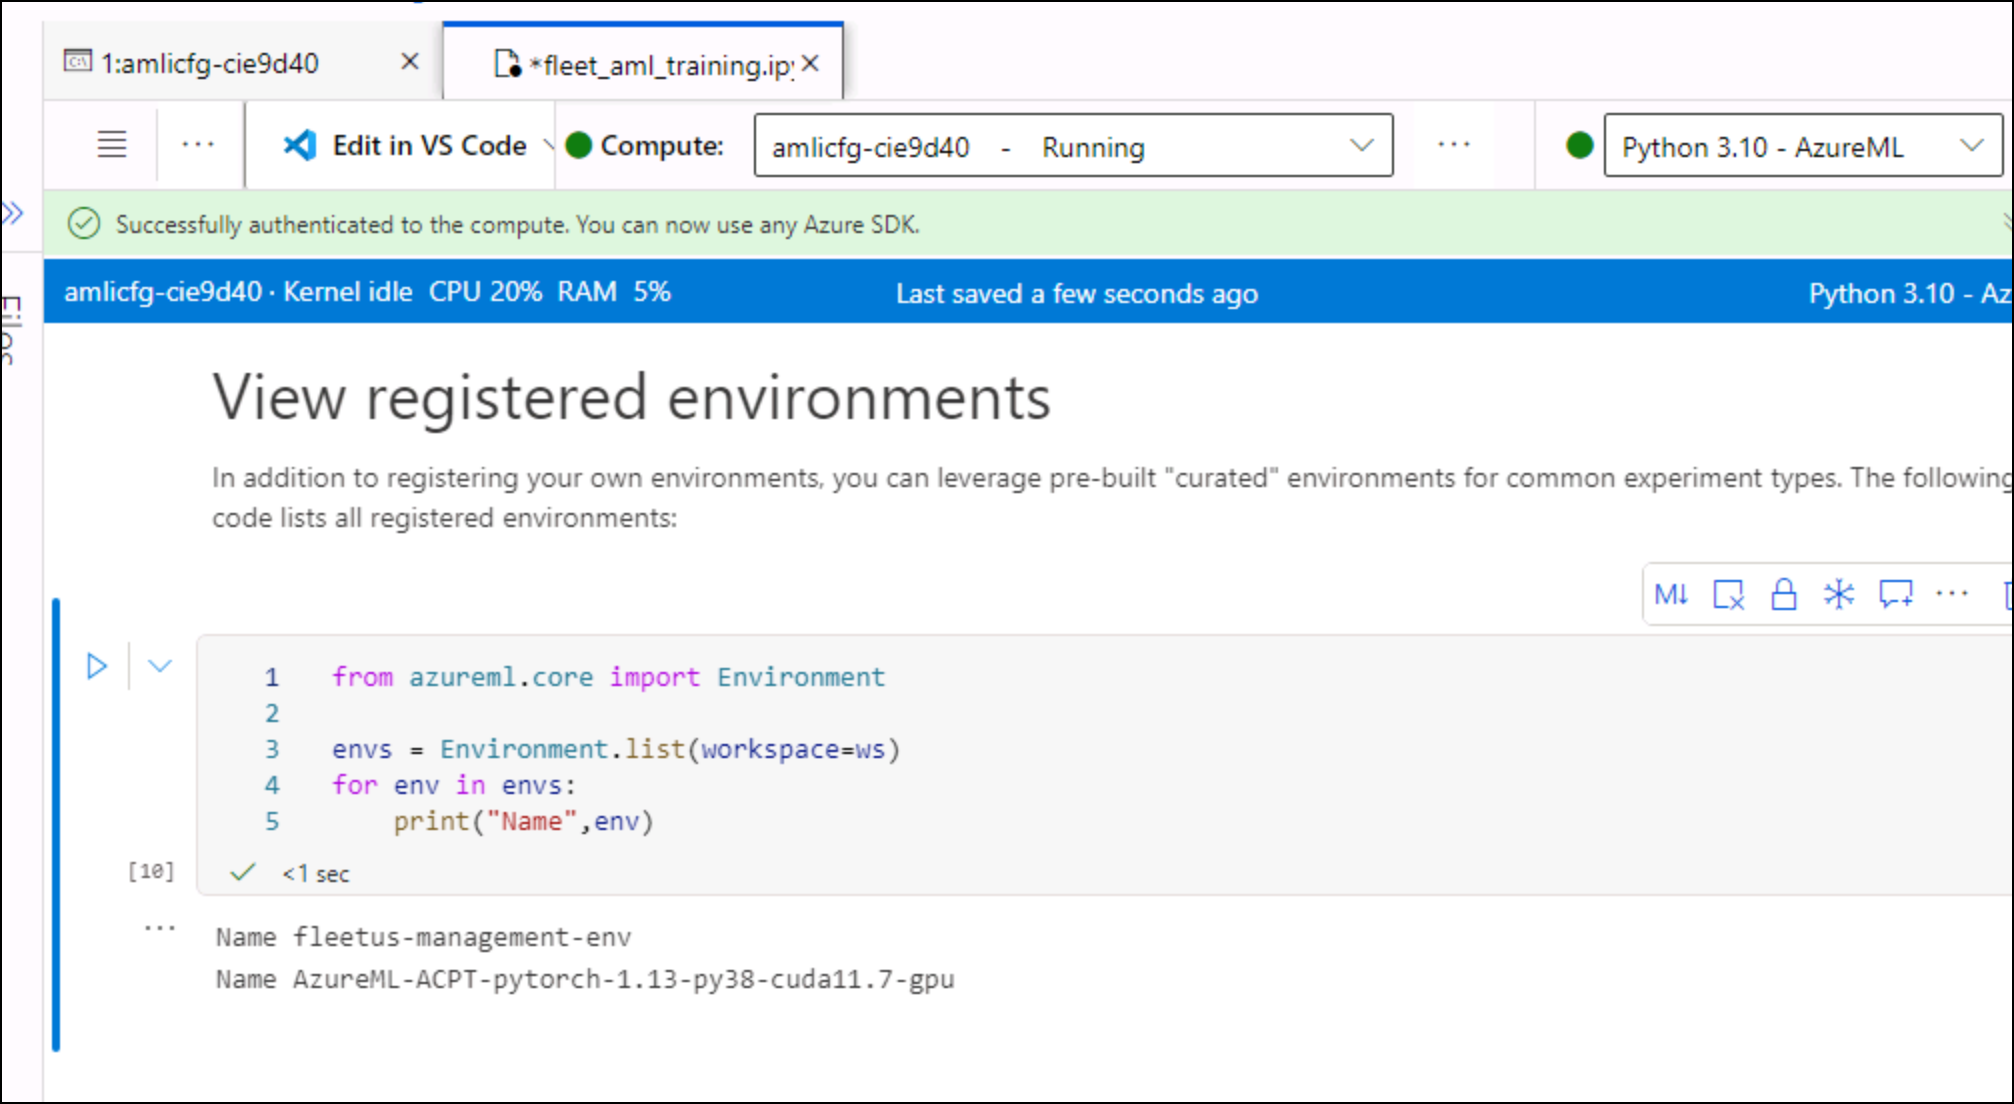 1:amlicfg-cie9d40
*fleet_aml_training.ipy
Edit in VS Code
Compute:
amlicfg-cie9d40 - Running
Python 3.10 - AzureML
Successfully authenticated to the compute. You can now use any Azure SDK.
amlicfg-cie9d40 · Kernel idle CPU 20% RAM 5%
Last saved a few seconds ago
Python 3.10 - Az
Files
View registered environments
In addition to registering your own environments, you can leverage pre-built "curated" environments for common experiment types. The following
code lists all registered environments:
M↓
1 from azureml.core import Environment
2
3 envs = Environment.list(workspace=ws)
4 for env in envs:
5     print("Name",env)
[10] <1 sec
Name fleetus-management-env
Name AzureML-ACPT-pytorch-1.13-py38-cuda11.7-gpu